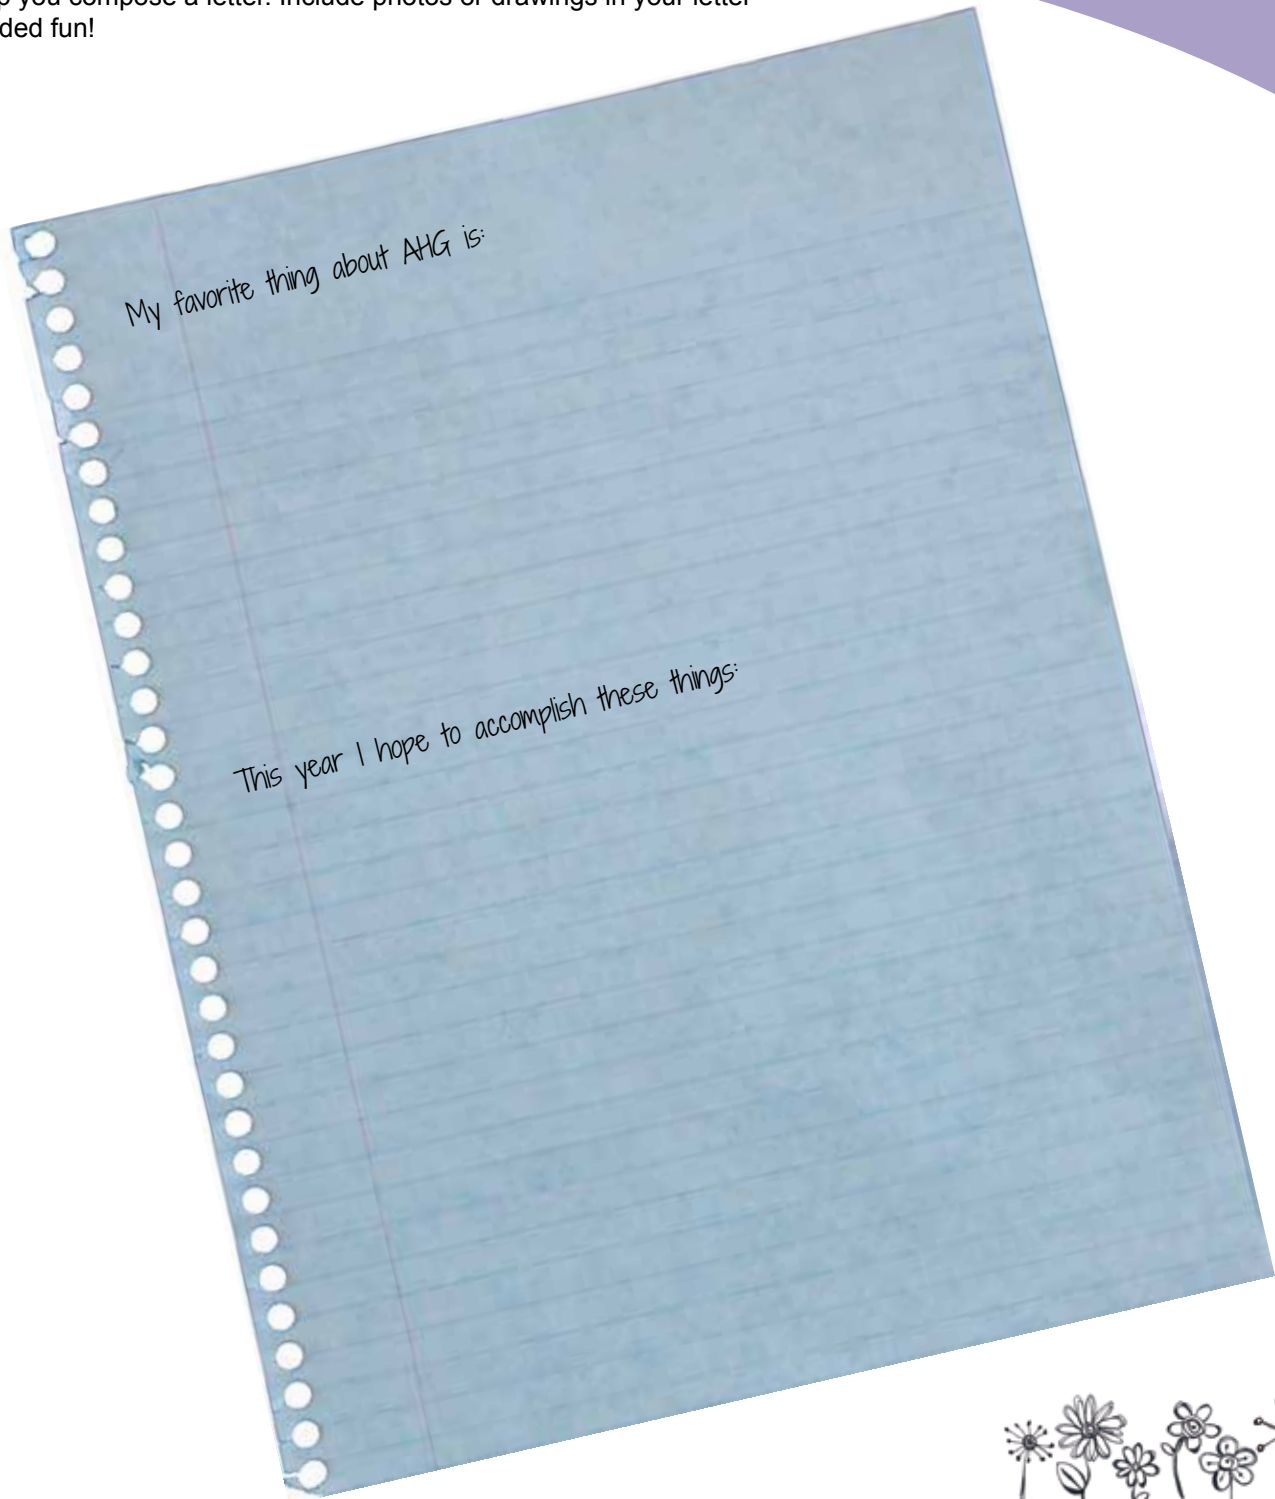 you compose a letter. Include photos or drawings in your letter
ded fun!
My favorite thing about AHG is:
This year I hope to accomplish these things: